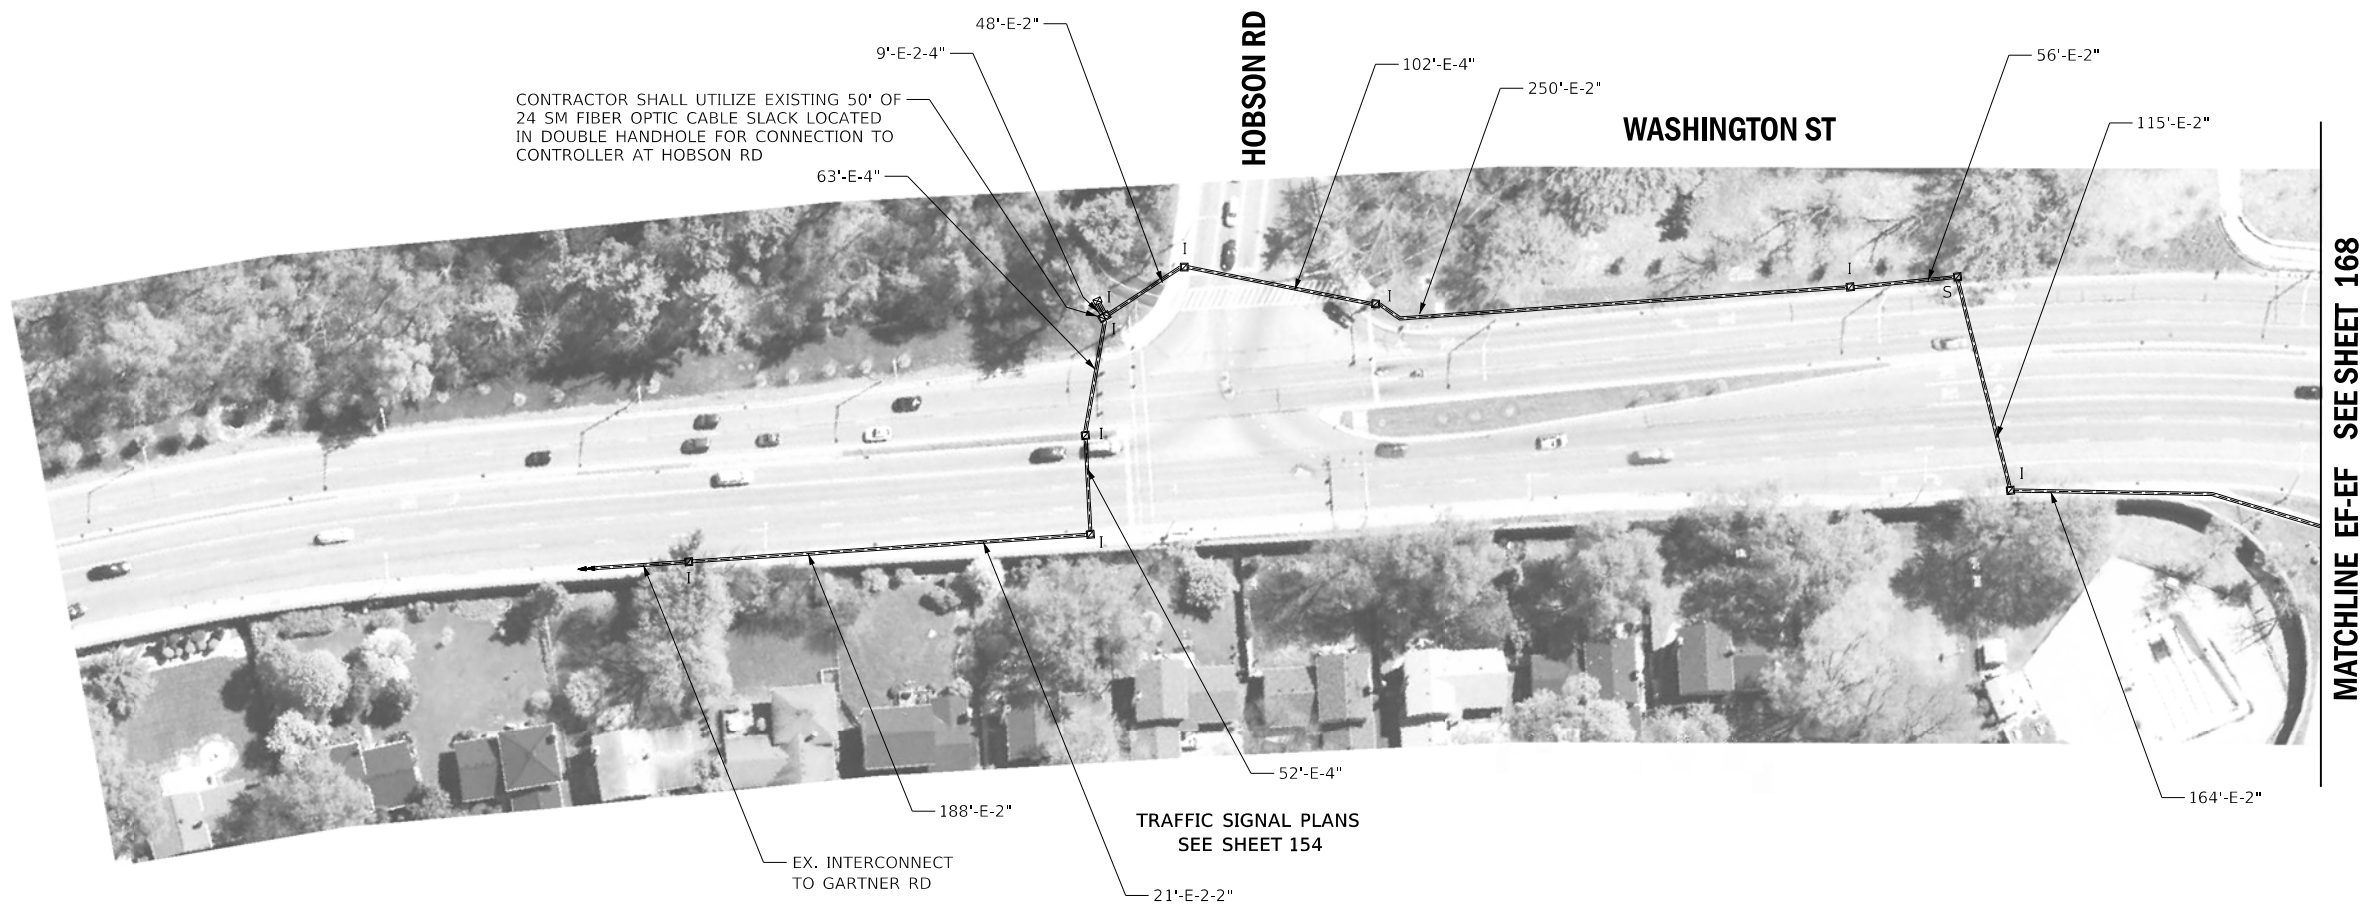 48'-E-2"
9'-E-2-4"
CONTRACTOR SHALL UTILIZE EXISTING 50' OF
24 SM FIBER OPTIC CABLE SLACK LOCATED
IN DOUBLE HANDHOLE FOR CONNECTION TO
CONTROLLER AT HOBSON RD
63'-E-4"
HOBSON RD
102'-E-4"
250'-E-2"
WASHINGTON ST
56'-E-2"
115'-E-2"
MATCHLINE EF-EF SEE SHEET 168
I
I
I
I
I
S
I
I
I
I
52'-E-4"
188'-E-2"
164'-E-2"
TRAFFIC SIGNAL PLANS
SEE SHEET 154
EX. INTERCONNECT
TO GARTNER RD
21'-E-2-2"